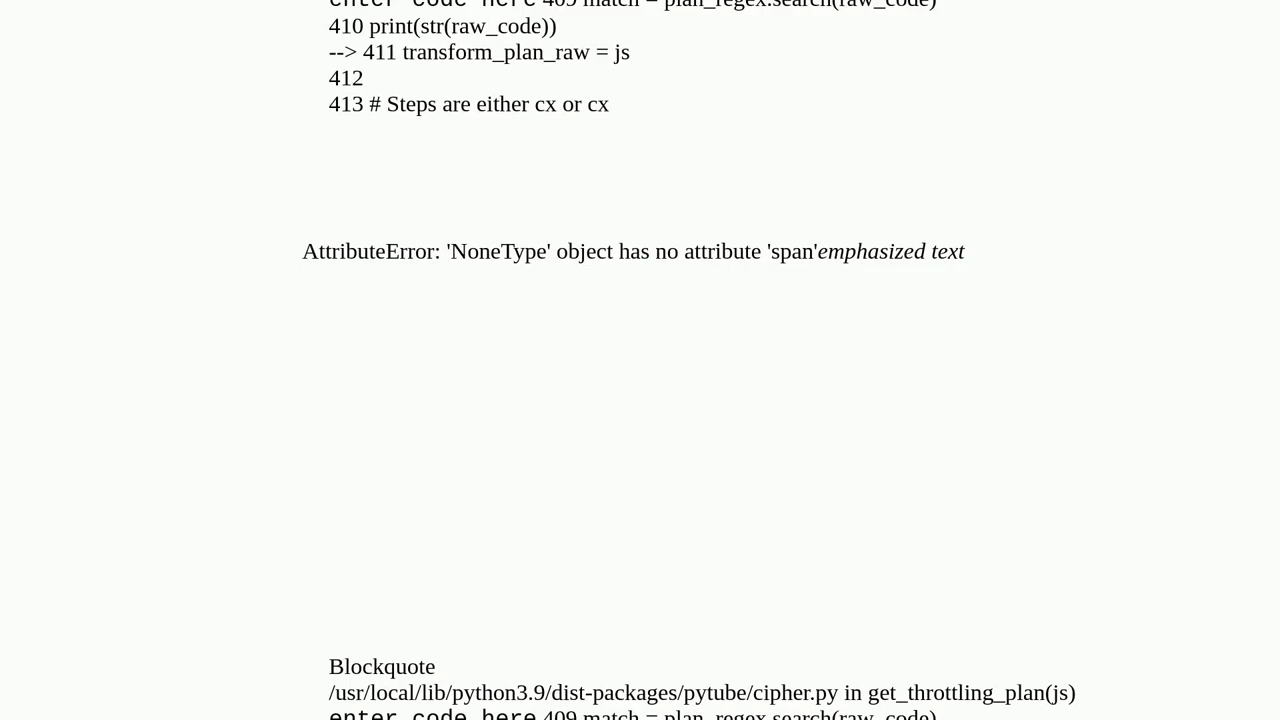 enter code here 409 match = plan_regex.search(raw_code)
410 print(str(raw_code))
--> 411 transform_plan_raw = js
412
413 # Steps are either cx or cx
AttributeError: 'NoneType' object has no attribute 'span'emphasized text
Blockquote
/usr/local/lib/python3.9/dist-packages/pytube/cipher.py in get_throttling_plan(js)
enter code here 409 match = plan_regex.search(raw_code)